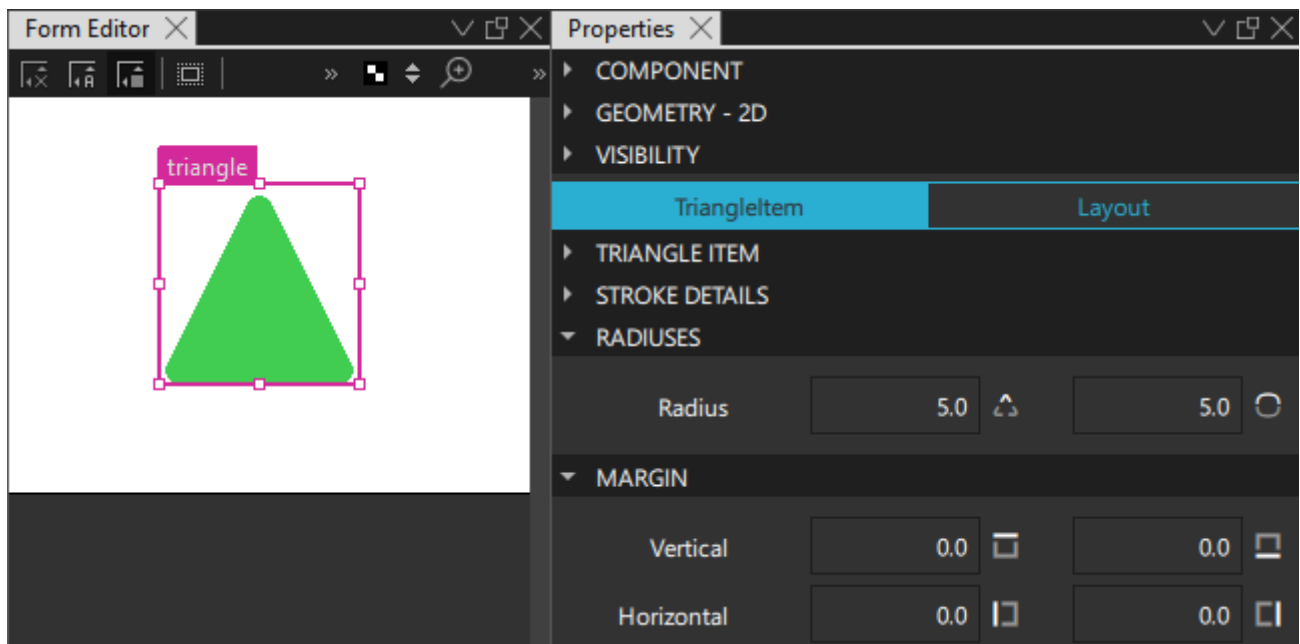 Form Editor
Properties
COMPONENT
GEOMETRY - 2D
VISIBILITY
triangle
TriangleItem Layout
TRIANGLE ITEM
STROKE DETAILS
RADIUSES
Radius 5.0 5.0
MARGIN
Vertical 0.0 0.0
Horizontal 0.0 0.0